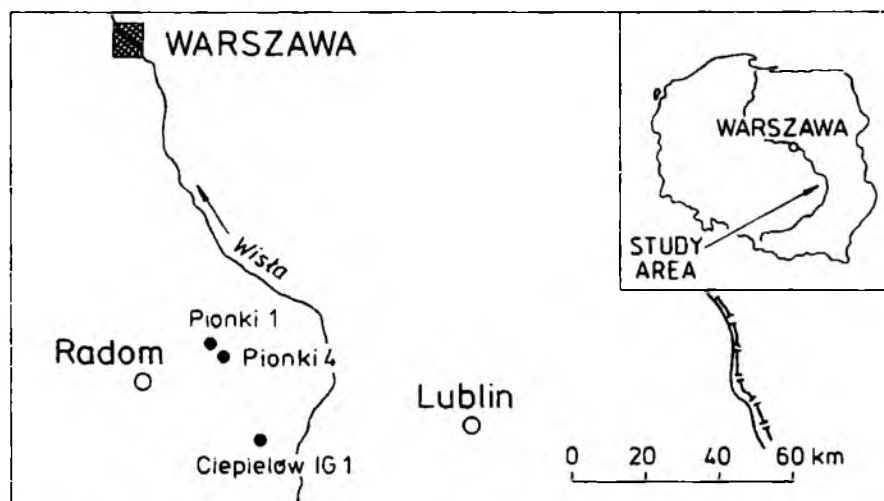 WARSZAWA
WARSZAWA
STUDY
AREA
Wisła
Pionki 1
Pionki 4
Radom
Lublin
Ciepielów IG 1
0 20 40 60 km